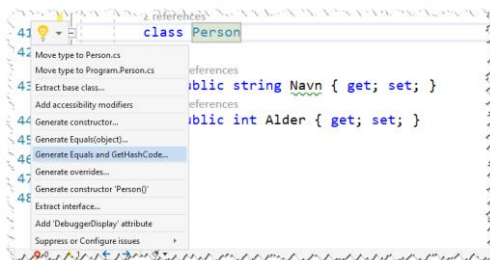 2 references
41 class Person
42
Move type to Person.cs
Move type to Program.Person.cs
eferences
43 Extract base class... ublic string Navn { get; set; }
Add accessibility modifiers eferences
44 Generate constructor... ublic int Alder { get; set; }
45 Generate Equals(object)...
46 Generate Equals and GetHashCode...
Generate overrides...
47
Generate constructor 'Person()'
48
Extract interface...
Add 'DebuggerDisplay' attribute
Suppress or Configure issues